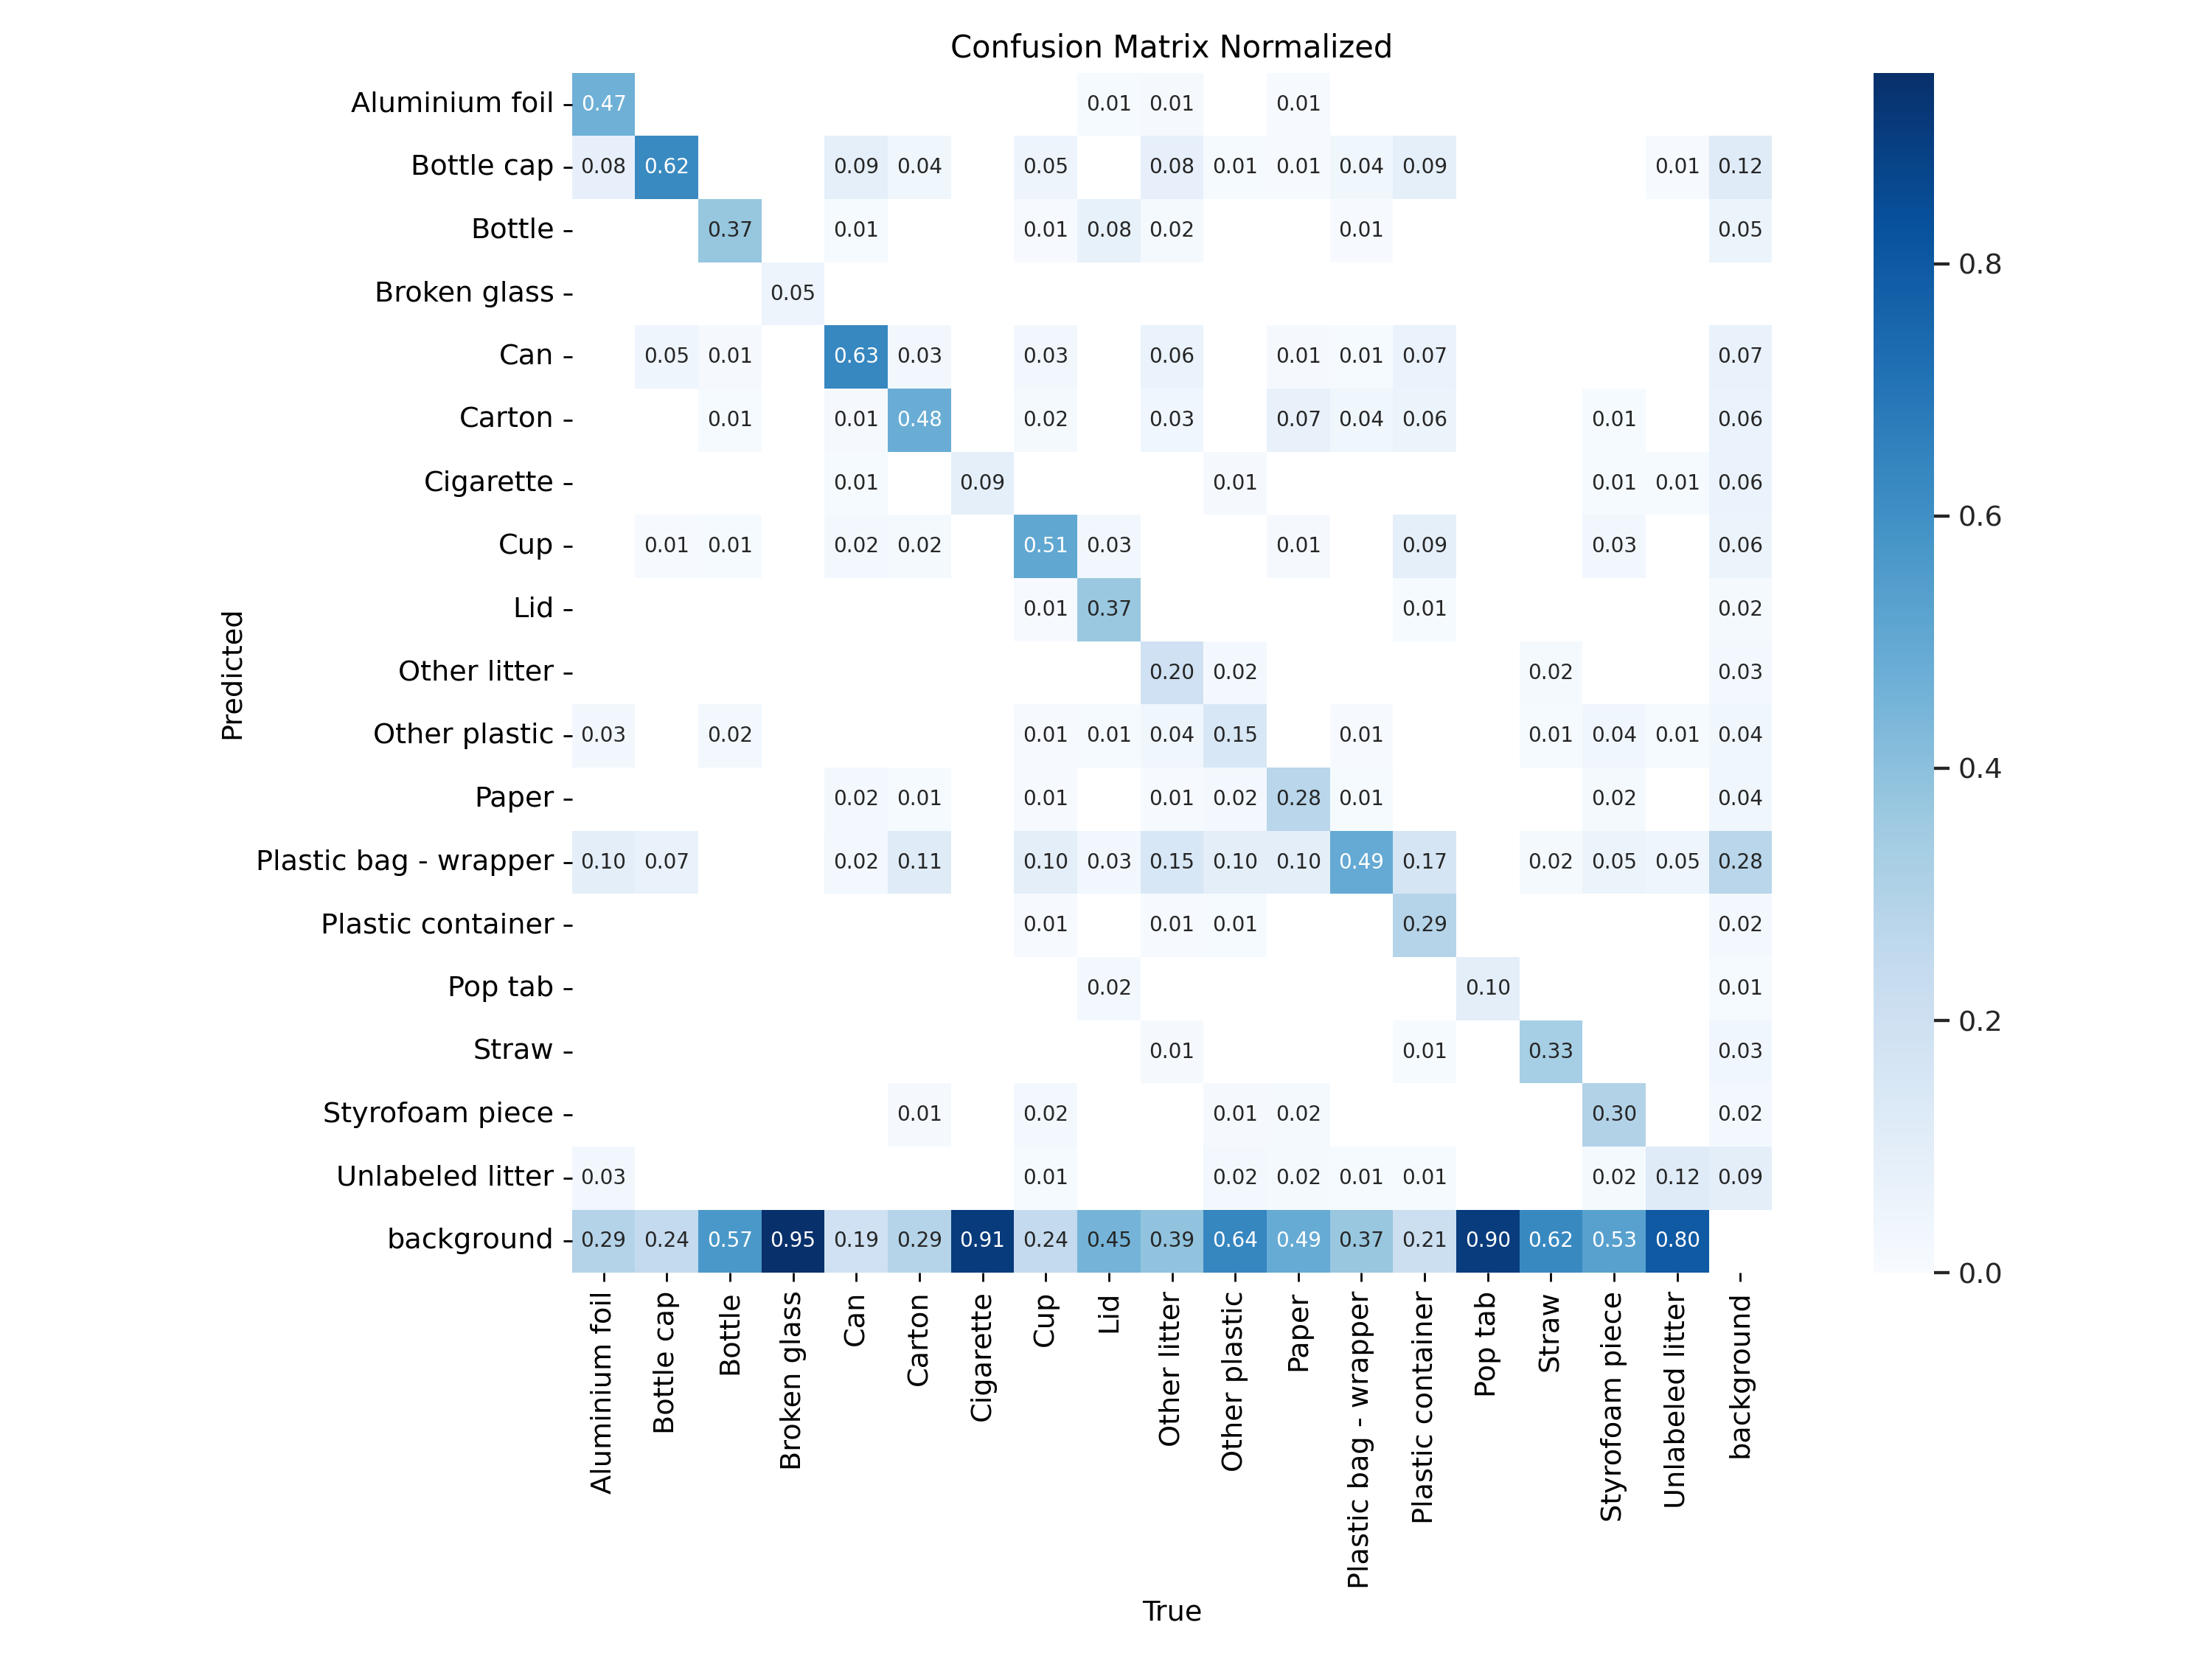 Confusion Matrix Normalized
Aluminium foil 0.47 0.01 0.01 0.01
Bottle cap 0.08 0.62 0.09 0.04 0.05 0.08 0.01 0.01 0.04 0.09 0.01 0.12
Bottle 0.37 0.01 0.01 0.08 0.02 0.01 0.05
0.8
Broken glass 0.05
Can 0.05 0.01 0.63 0.03 0.03 0.06 0.01 0.01 0.07 0.07
Carton 0.01 0.01 0.48 0.02 0.03 0.07 0.04 0.06 0.01 0.06
Cigarette 0.01 0.09 0.01 0.01 0.01 0.06
0.6
Cup 0.01 0.01 0.02 0.02 0.51 0.03 0.01 0.09 0.03 0.06
Lid 0.01 0.37 0.01 0.02
Predicted
Other litter 0.20 0.02 0.02 0.03
Other plastic 0.03 0.02 0.01 0.01 0.04 0.15 0.01 0.01 0.04 0.01 0.04
0.4
Paper 0.02 0.01 0.01 0.01 0.02 0.28 0.01 0.02 0.04
Plastic bag - wrapper 0.10 0.07 0.02 0.11 0.10 0.03 0.15 0.10 0.10 0.49 0.17 0.02 0.05 0.05 0.28
Plastic container 0.01 0.01 0.01 0.29 0.02
Pop tab 0.02 0.10 0.01
0.2
Straw 0.01 0.01 0.33 0.03
Styrofoam piece 0.01 0.02 0.01 0.02 0.30 0.02
Unlabeled litter 0.03 0.01 0.02 0.02 0.01 0.01 0.02 0.12 0.09
background 0.29 0.24 0.57 0.95 0.19 0.29 0.91 0.24 0.45 0.39 0.64 0.49 0.37 0.21 0.90 0.62 0.53 0.80
0.0
Aluminium foil
Bottle cap
Bottle
Broken glass
Can
Carton
Cigarette
Cup
Lid
Other litter
Other plastic
Paper
Plastic bag - wrapper
Plastic container
Pop tab
Straw
Styrofoam piece
Unlabeled litter
background
True